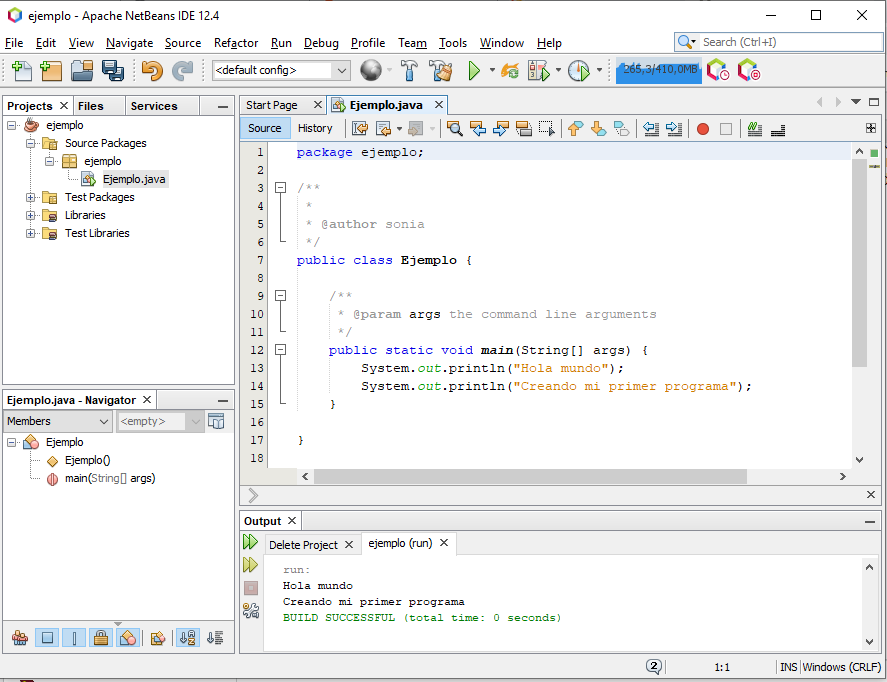 ejemplo - Apache NetBeans IDE 12.4
File Edit View Navigate Source Refactor Run Debug Profile Team Tools Window Help
Search (Ctrl+I)
<default config>
265,3/410,0MB
Projects Files Services
ejemplo
Source Packages
ejemplo
Ejemplo.java
Test Packages
Libraries
Test Libraries
Ejemplo.java - Navigator
Members <empty>
Ejemplo
Ejemplo()
main(String[] args)
Start Page Ejemplo.java
Source History
1 package ejemplo;
2
3 /**
4 *
5 * @author sonia
6 */
7 public class Ejemplo {
8
9 /**
10 * @param args the command line arguments
11 */
12 public static void main(String[] args) {
13 System.out.println("Hola mundo");
14 System.out.println("Creando mi primer programa");
15 }
16
17 }
18
Output
Delete Project ejemplo (run)
run:
Hola mundo
Creando mi primer programa
BUILD SUCCESSFUL (total time: 0 seconds)
2 1:1 INS Windows (CRLF)